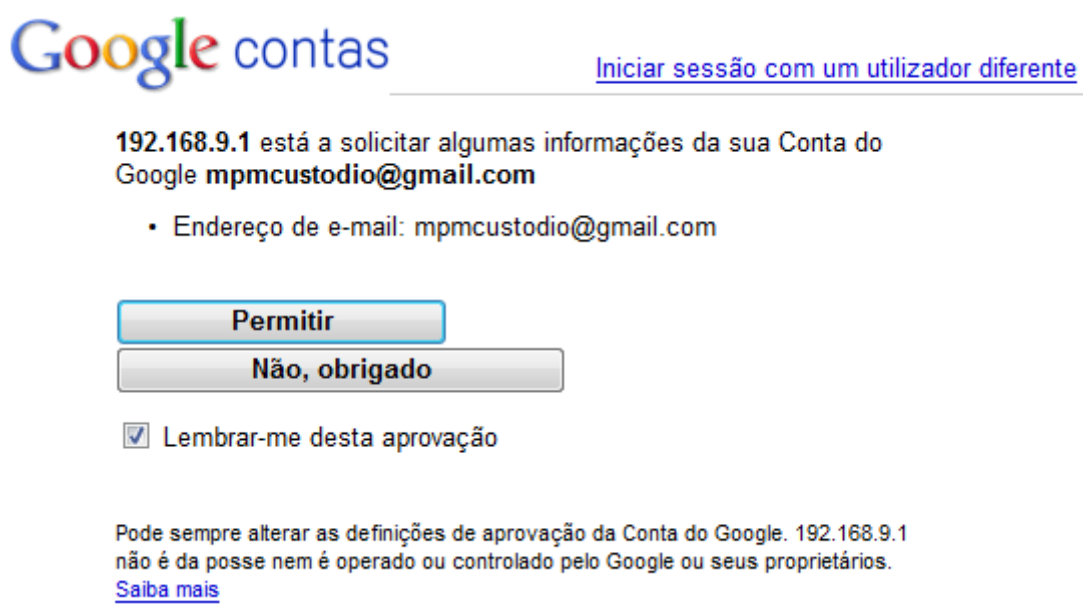 Google contas
Iniciar sessão com um utilizador diferente
192.168.9.1 está a solicitar algumas informações da sua Conta do
Google mpmcustodio@gmail.com
• Endereço de e-mail: mpmcustodio@gmail.com
Permitir
Não, obrigado
Lembrar-me desta aprovação
Pode sempre alterar as definições de aprovação da Conta do Google. 192.168.9.1
não é da posse nem é operado ou controlado pelo Google ou seus proprietários.
Saiba mais